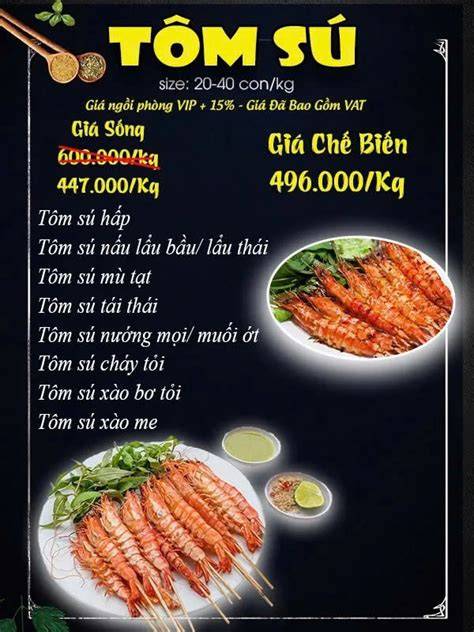 TÔM SÚ
size: 20-40 con/kg
Giá ngồi phòng VIP + 15% - Giá Đã Bao Gồm VAT
Giá Sống
600.000/kg
447.000/Kg
Giá Chế Biến
496.000/Kg
Tôm sú hấp
Tôm sú nấu lẩu bầu/ lẩu thái
Tôm sú mù tạt
Tôm sú tái thái
Tôm sú nướng mọi/ muối ớt
Tôm sú cháy tỏi
Tôm sú xào bơ tỏi
Tôm sú xào me